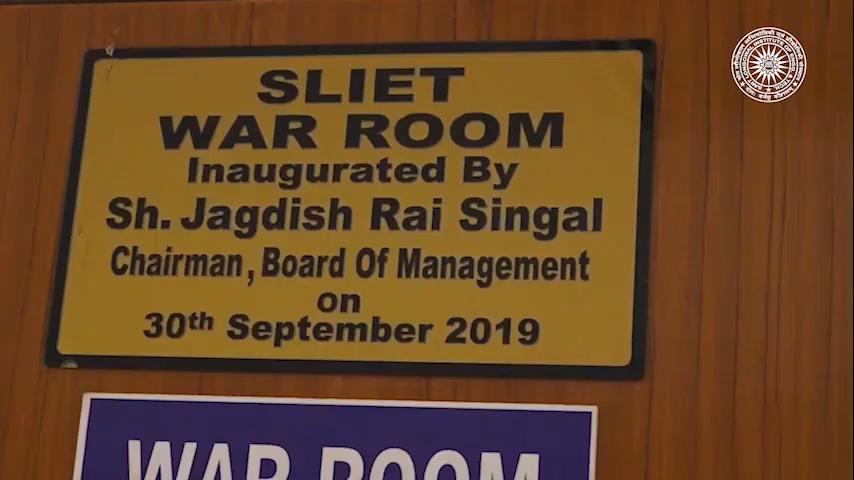 SLIET
WAR ROOM
Inaugurated By
Sh. Jagdish Rai Singal
Chairman, Board Of Management
on
30th September 2019
WAR ROOM